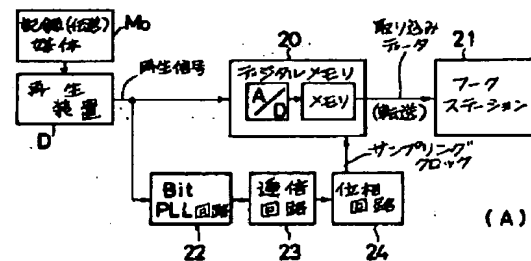 記録(伝送)
媒体
Mo
再生
装置
D
再生信号
20
デジタルメモリ
A/D
メモリ
取り込み
データ
(転送)
21
ワーク
ステーション
サンプリング
クロック
Bit
PLL回路
22
逓倍
回路
23
位相
回路
24
(A)